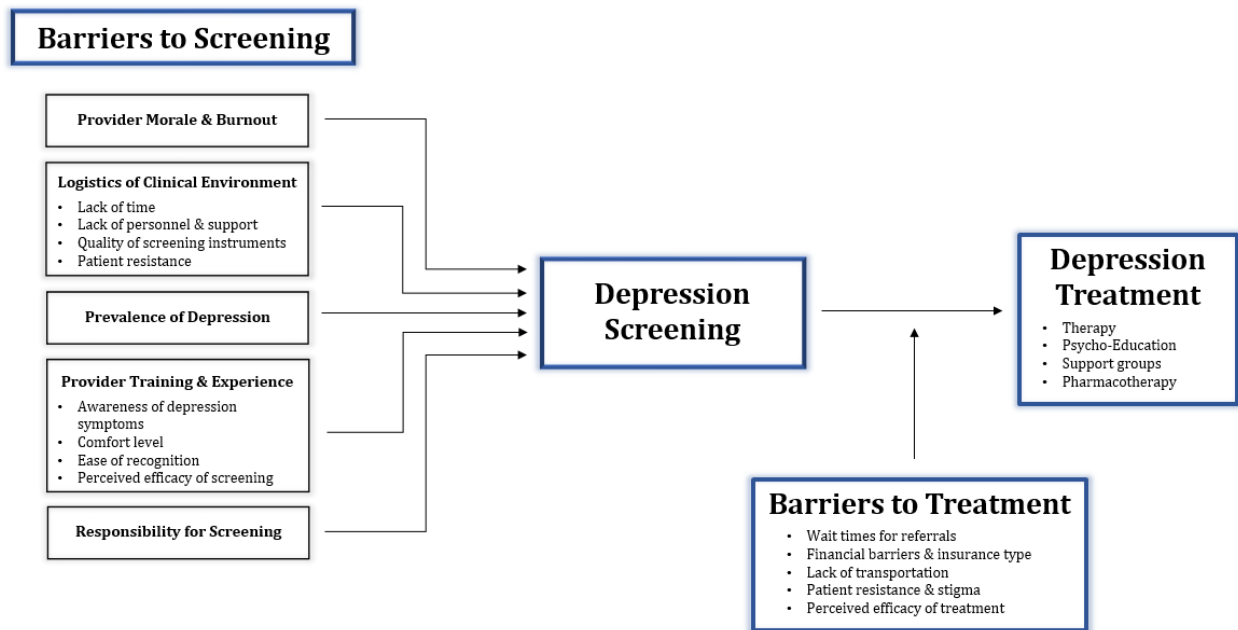 Barriers to Screening
Provider Morale & Burnout
Logistics of Clinical Environment
• Lack of time
• Lack of personnel & support
• Quality of screening instruments
• Patient resistance
Prevalence of Depression
Provider Training & Experience
• Awareness of depression
symptoms
• Comfort level
• Ease of recognition
• Perceived efficacy of screening
Responsibility for Screening
Depression
Screening
Depression
Treatment
• Therapy
• Psycho-Education
• Support groups
• Pharmacotherapy
Barriers to Treatment
• Wait times for referrals
• Financial barriers & insurance type
• Lack of transportation
• Patient resistance & stigma
• Perceived efficacy of treatment